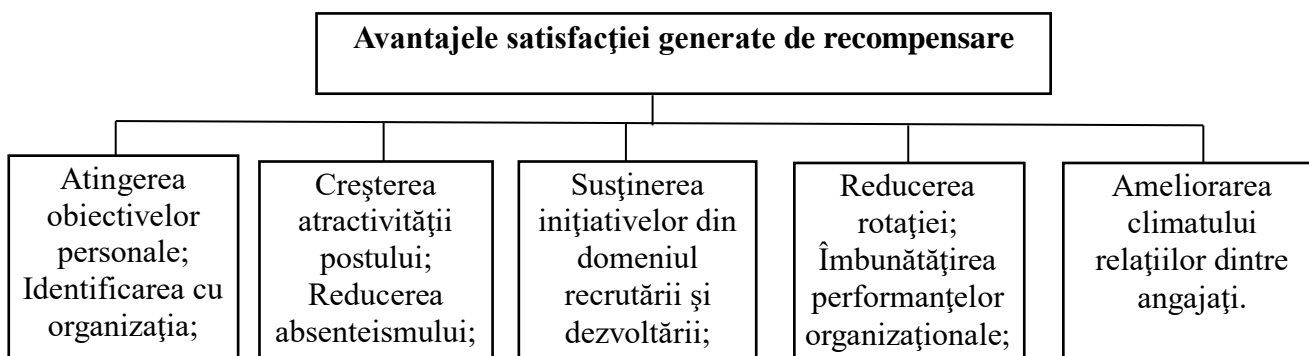 Avantajele satisfacţiei generate de recompensare
Atingerea
obiectivelor
personale;
Identificarea cu
organizaţia;
Creşterea
atractivităţii
postului;
Reducerea
absenteismului;
Susţinerea
iniţiativelor din
domeniul
recrutării şi
dezvoltării;
Reducerea
rotaţiei;
Îmbunătăţirea
performanţelor
organizaţionale;
Ameliorarea
climatului
relaţiilor dintre
angajaţi.